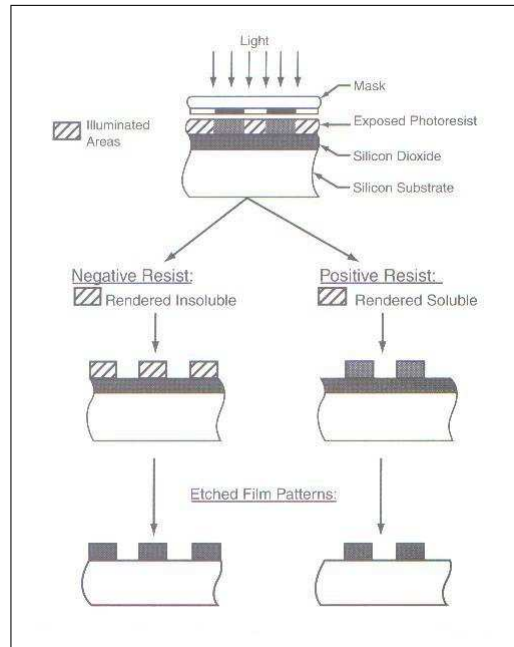 Light
Mask
Illuminated
Areas
Exposed Photoresist
Silicon Dioxide
Silicon Substrate
Negative Resist:
Rendered Insoluble
Positive Resist:
Rendered Soluble
Etched Film Patterns: